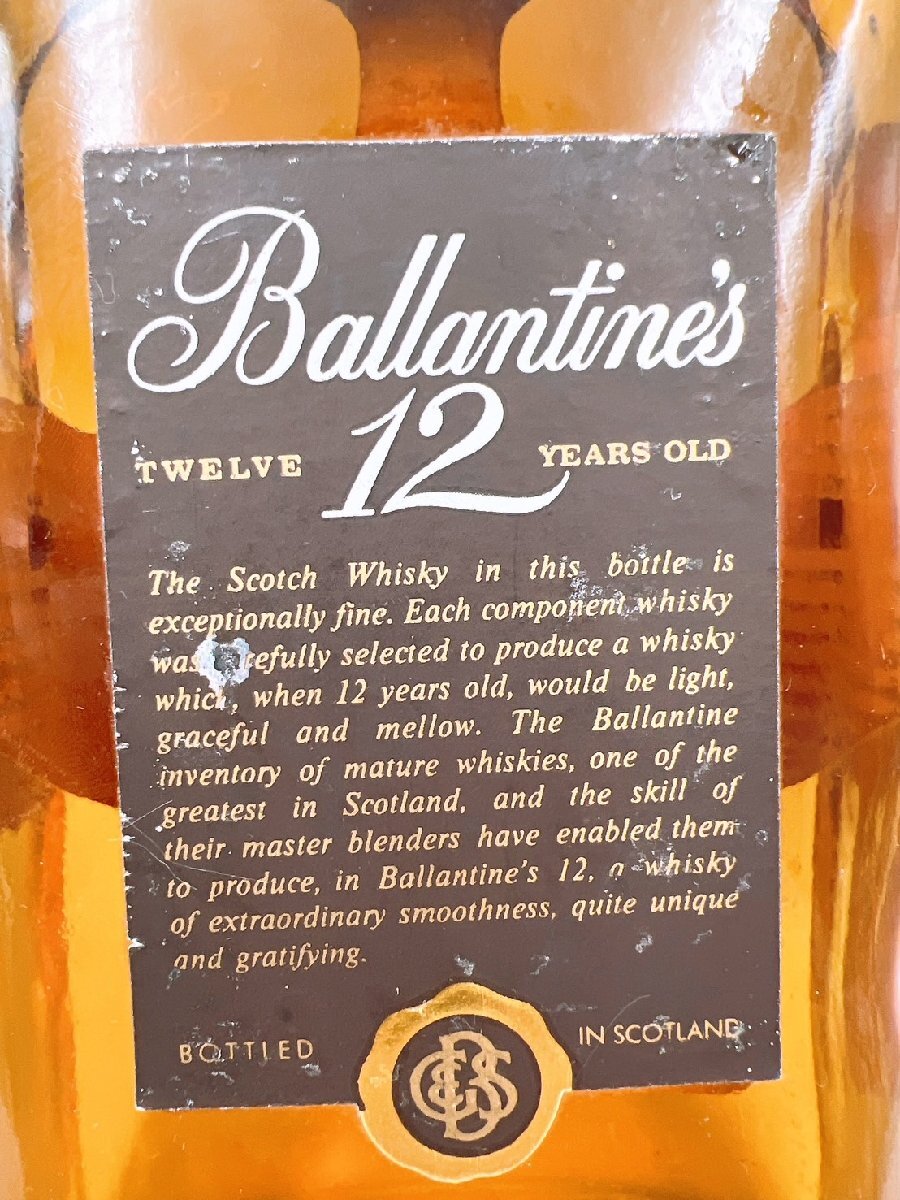 Ballantine's
12
TWELVE YEARS OLD
The Scotch Whisky in this bottle is
exceptionally fine. Each component whisky
was carefully selected to produce a whisky
which, when 12 years old, would be light,
graceful and mellow. The Ballantine
inventory of mature whiskies, one of the
greatest in Scotland, and the skill of
their master blenders have enabled them
to produce, in Ballantine's 12, a whisky
of extraordinary smoothness, quite unique
and gratifying.
BOTTLED IN SCOTLAND